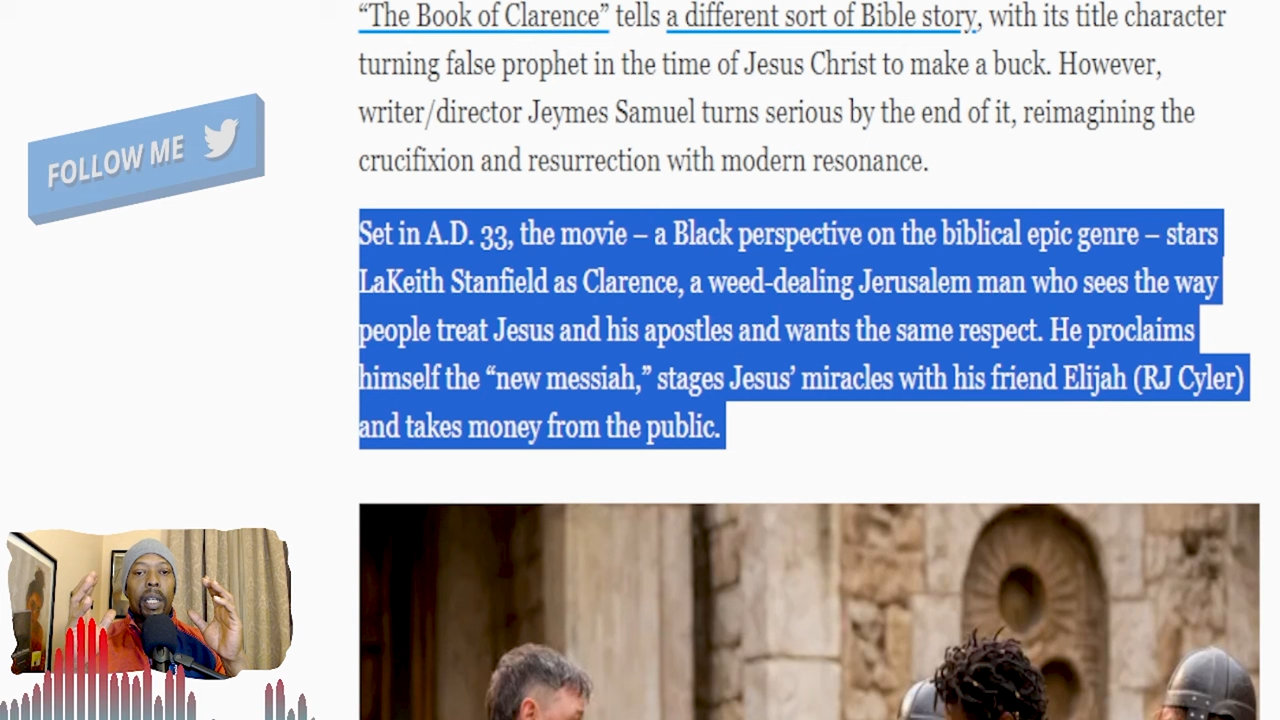 “The Book of Clarence” tells a different sort of Bible story, with its title character
turning false prophet in the time of Jesus Christ to make a buck. However,
writer/director Jeymes Samuel turns serious by the end of it, reimagining the
crucifixion and resurrection with modern resonance.
FOLLOW ME
Set in A.D. 33, the movie – a Black perspective on the biblical epic genre – stars
LaKeith Stanfield as Clarence, a weed-dealing Jerusalem man who sees the way
people treat Jesus and his apostles and wants the same respect. He proclaims
himself the “new messiah,” stages Jesus’ miracles with his friend Elijah (RJ Cyler)
and takes money from the public.